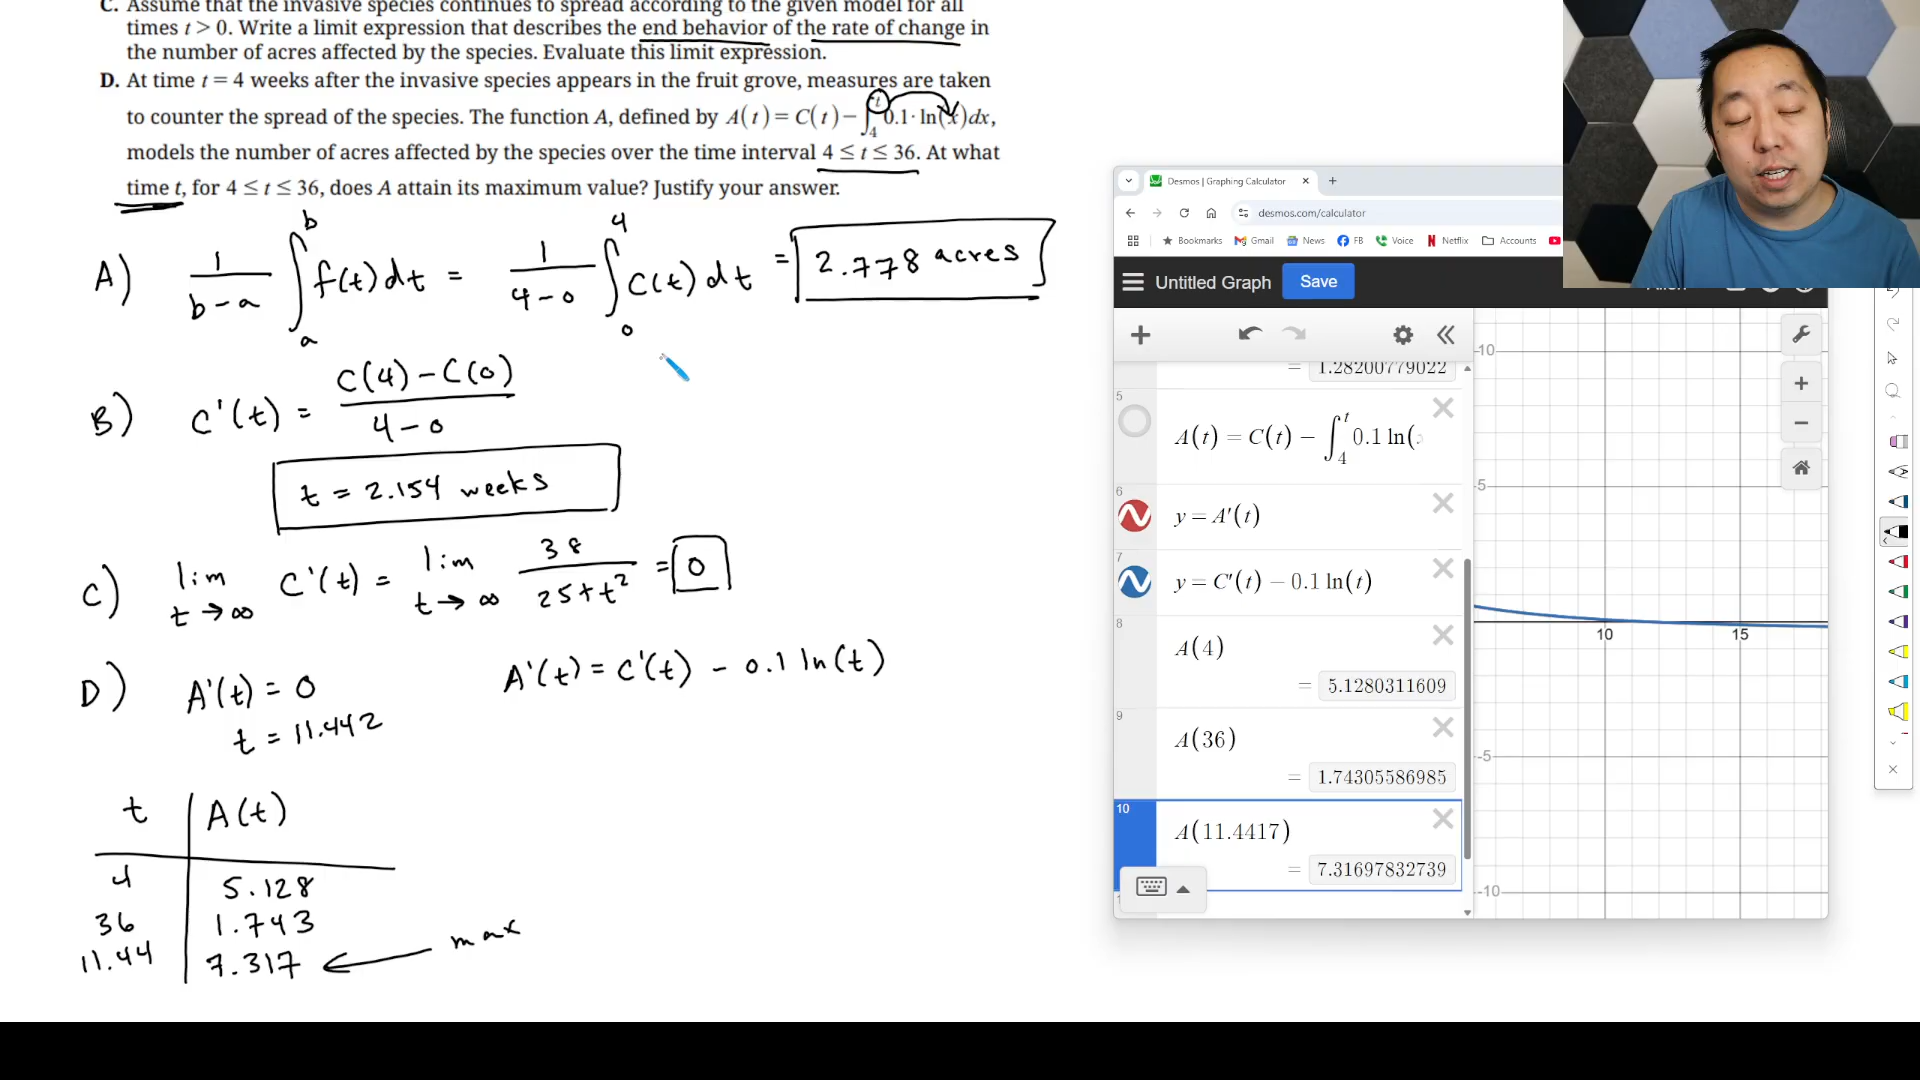 C. Assume that the invasive species continues to spread according to the given model for all
times t > 0. Write a limit expression that describes the end behavior of the rate of change in
the number of acres affected by the species. Evaluate this limit expression.
D. At time t = 4 weeks after the invasive species appears in the fruit grove, measures are taken
to counter the spread of the species. The function A, defined by A(t) = C(t) − ∫₄ᵗ 0.1 · ln(x)dx,
models the number of acres affected by the species over the time interval 4 ≤ t ≤ 36. At what
time t, for 4 ≤ t ≤ 36, does A attain its maximum value? Justify your answer.
A) 1/(b−a) ∫ₐᵇ f(t)dt = 1/(4−0) ∫₀⁴ C(t)dt = 2.778 acres
B) C'(t) = (C(4) − C(0))/(4 − 0)
t = 2.154 weeks
C) lim t→∞ C'(t) = lim t→∞ 38/(25+t²) = 0
D) A'(t) = 0 A'(t) = C'(t) − 0.1 ln(t)
t = 11.442
t A(t)
4 5.128
36 1.743
11.44 7.317 ← max
Desmos | Graphing Calculator
desmos.com/calculator
Bookmarks Gmail News FB Voice Netflix Accounts
Untitled Graph Save
= 1.28200779022
5
A(t) = C(t) − ∫₄ᵗ 0.1 ln(
6
y = A'(t)
7
y = C'(t) − 0.1 ln(t)
8
A(4)
= 5.1280311609
9
A(36)
= 1.74305586985
10
A(11.4417)
= 7.31697832739
10
5
10 15
-5
-10